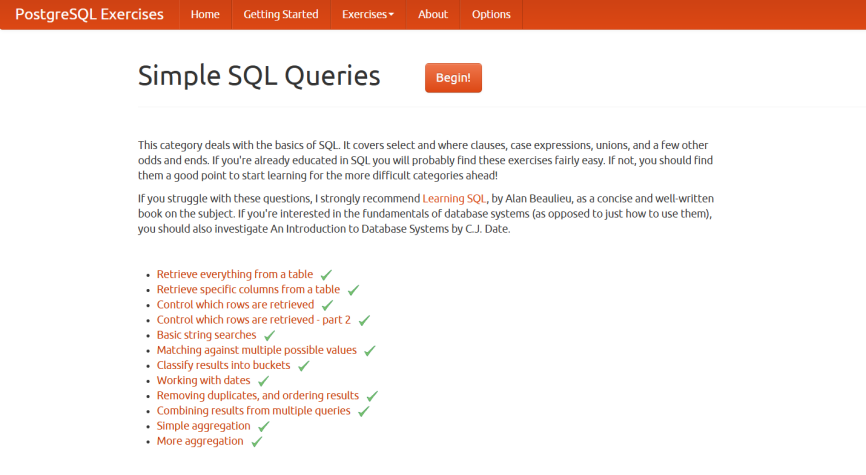 PostgreSQL Exercises Home Getting Started Exercises About Options
Simple SQL Queries Begin!
This category deals with the basics of SQL. It covers select and where clauses, case expressions, unions, and a few other
odds and ends. If you're already educated in SQL you will probably find these exercises fairly easy. If not, you should find
them a good point to start learning for the more difficult categories ahead!
If you struggle with these questions, I strongly recommend Learning SQL, by Alan Beaulieu, as a concise and well-written
book on the subject. If you're interested in the fundamentals of database systems (as opposed to just how to use them),
you should also investigate An Introduction to Database Systems by C.J. Date.
Retrieve everything from a table
Retrieve specific columns from a table
Control which rows are retrieved
Control which rows are retrieved - part 2
Basic string searches
Matching against multiple possible values
Classify results into buckets
Working with dates
Removing duplicates, and ordering results
Combining results from multiple queries
Simple aggregation
More aggregation